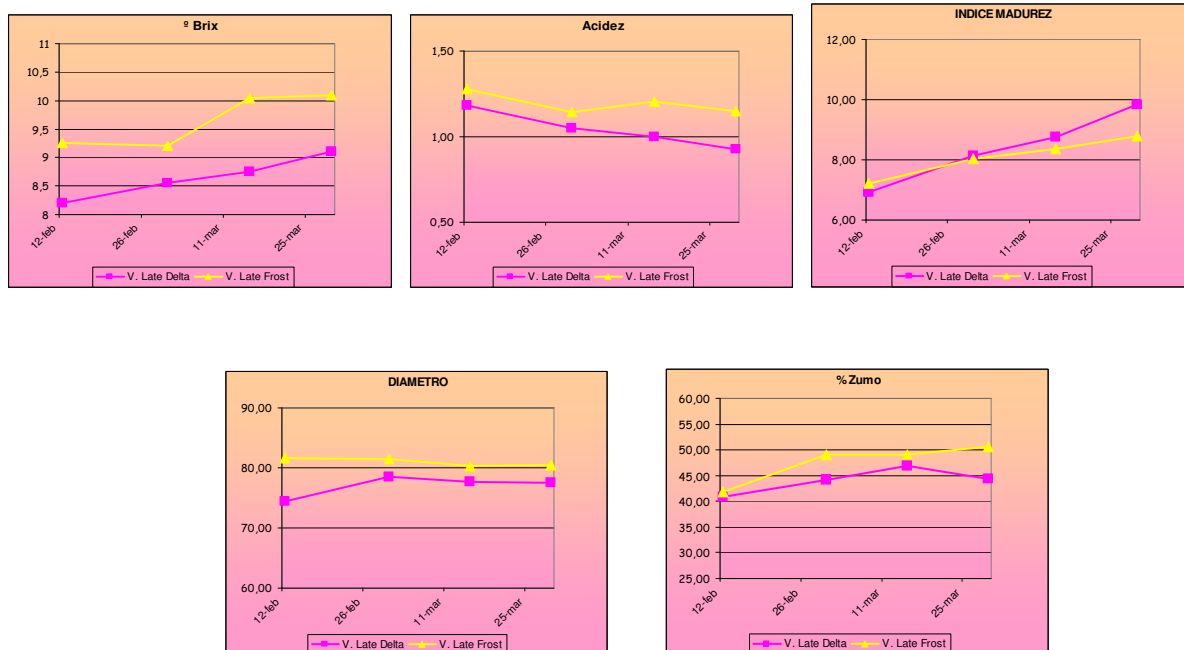 º Brix
11
10,5
10
9,5
9
8,5
8
12-feb
26-feb
11-mar
25-mar
V. Late Delta V. Late Frost
Acidez
1,50
1,00
0,50
12-feb
26-feb
11-mar
25-mar
V. Late Delta V. Late Frost
INDICE MADUREZ
12,00
10,00
8,00
6,00
12-feb
26-feb
11-mar
25-mar
V. Late Delta V. Late Frost
DIAMETRO
90,00
80,00
70,00
60,00
12-feb
26-feb
11-mar
25-mar
V. Late Delta V. Late Frost
%Zumo
60,00
55,00
50,00
45,00
40,00
35,00
30,00
25,00
12-feb
26-feb
11-mar
25-mar
V. Late Delta V. Late Frost